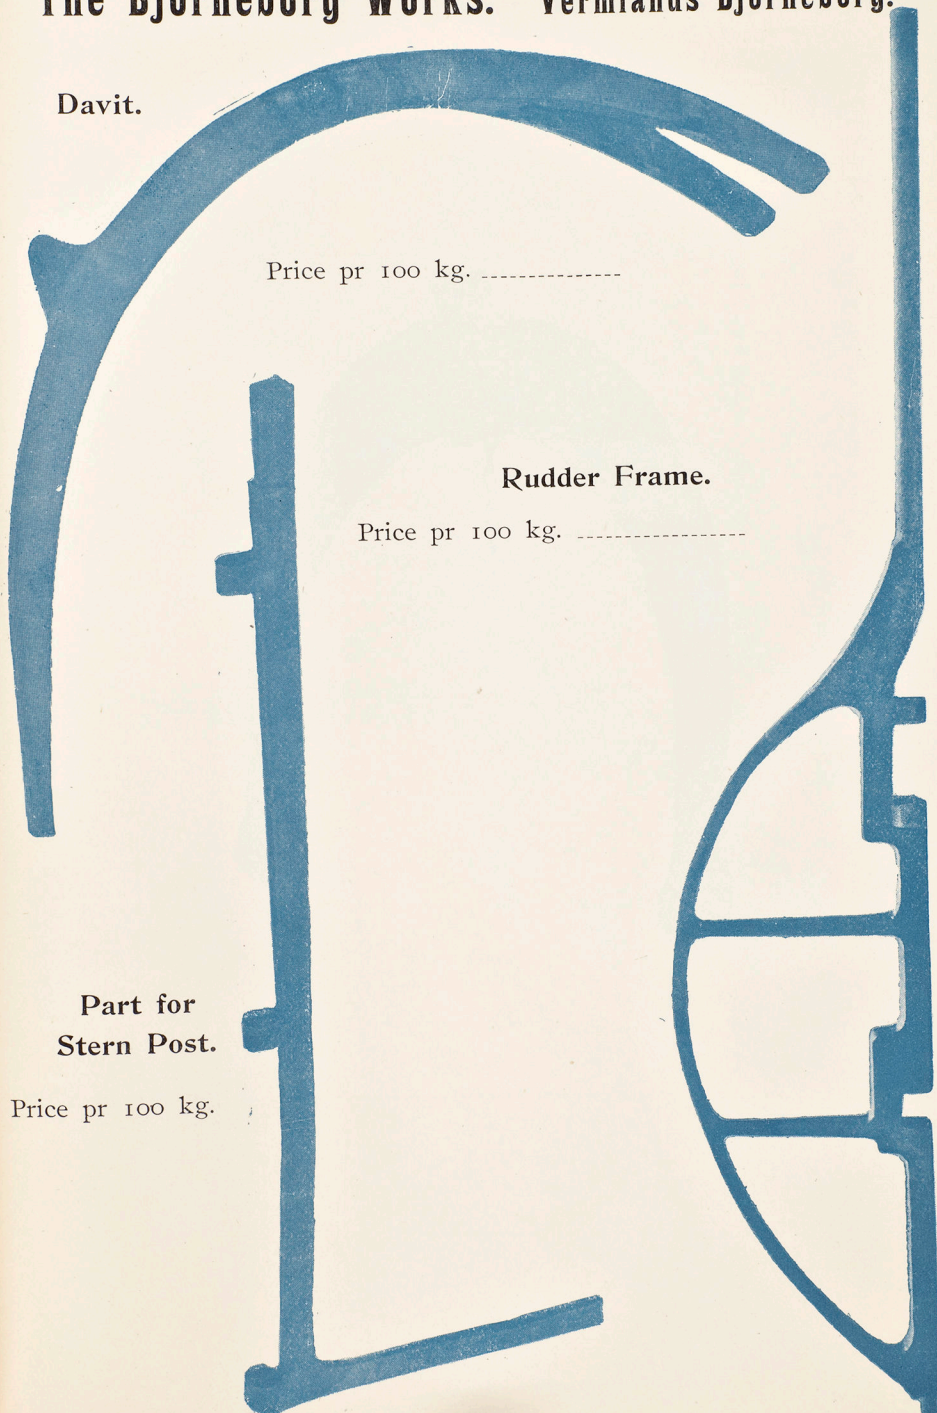 The Bjorneborg Works. Vermlands Bjorneborg.
Davit.
Price pr 100 kg. ...............
Rudder Frame.
Price pr 100 kg. ..................
Part for
Stern Post.
Price pr 100 kg.